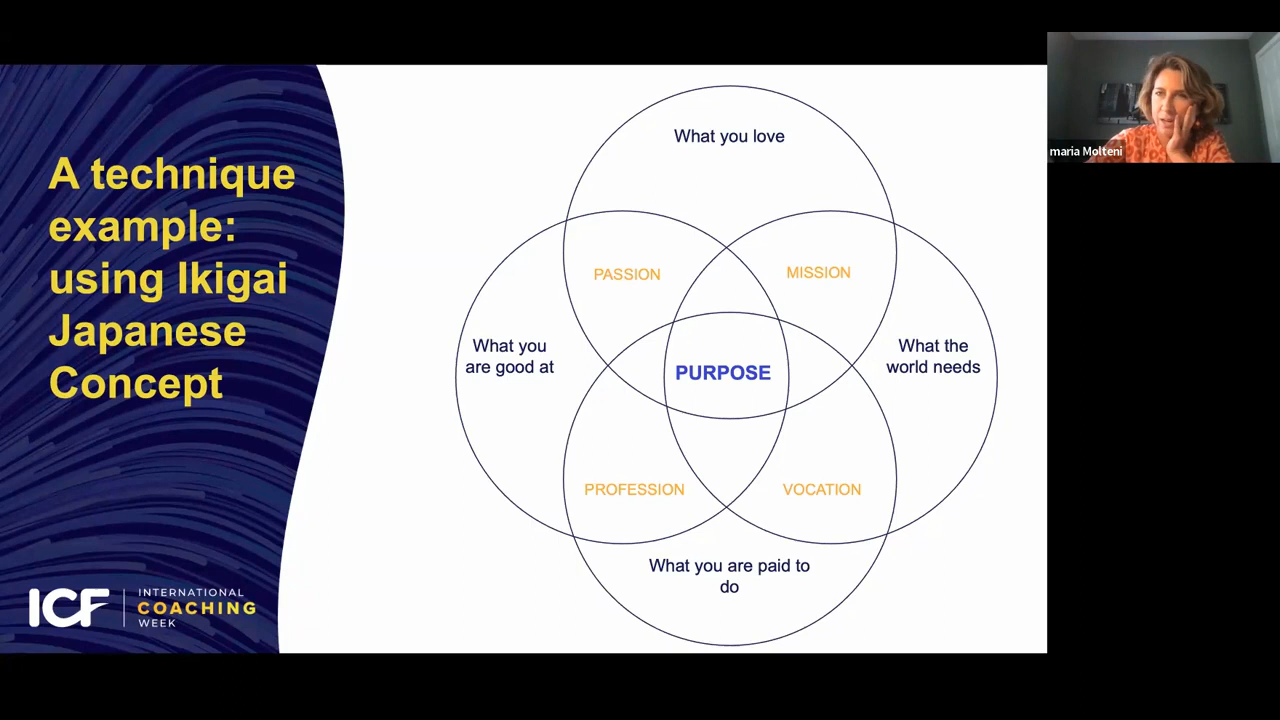 A technique
example:
using Ikigai
Japanese
Concept
ICF
INTERNATIONAL
COACHING
WEEK
What you love
PASSION
MISSION
What you
are good at
PURPOSE
What the
world needs
PROFESSION
VOCATION
What you are paid to
do
maria Molteni